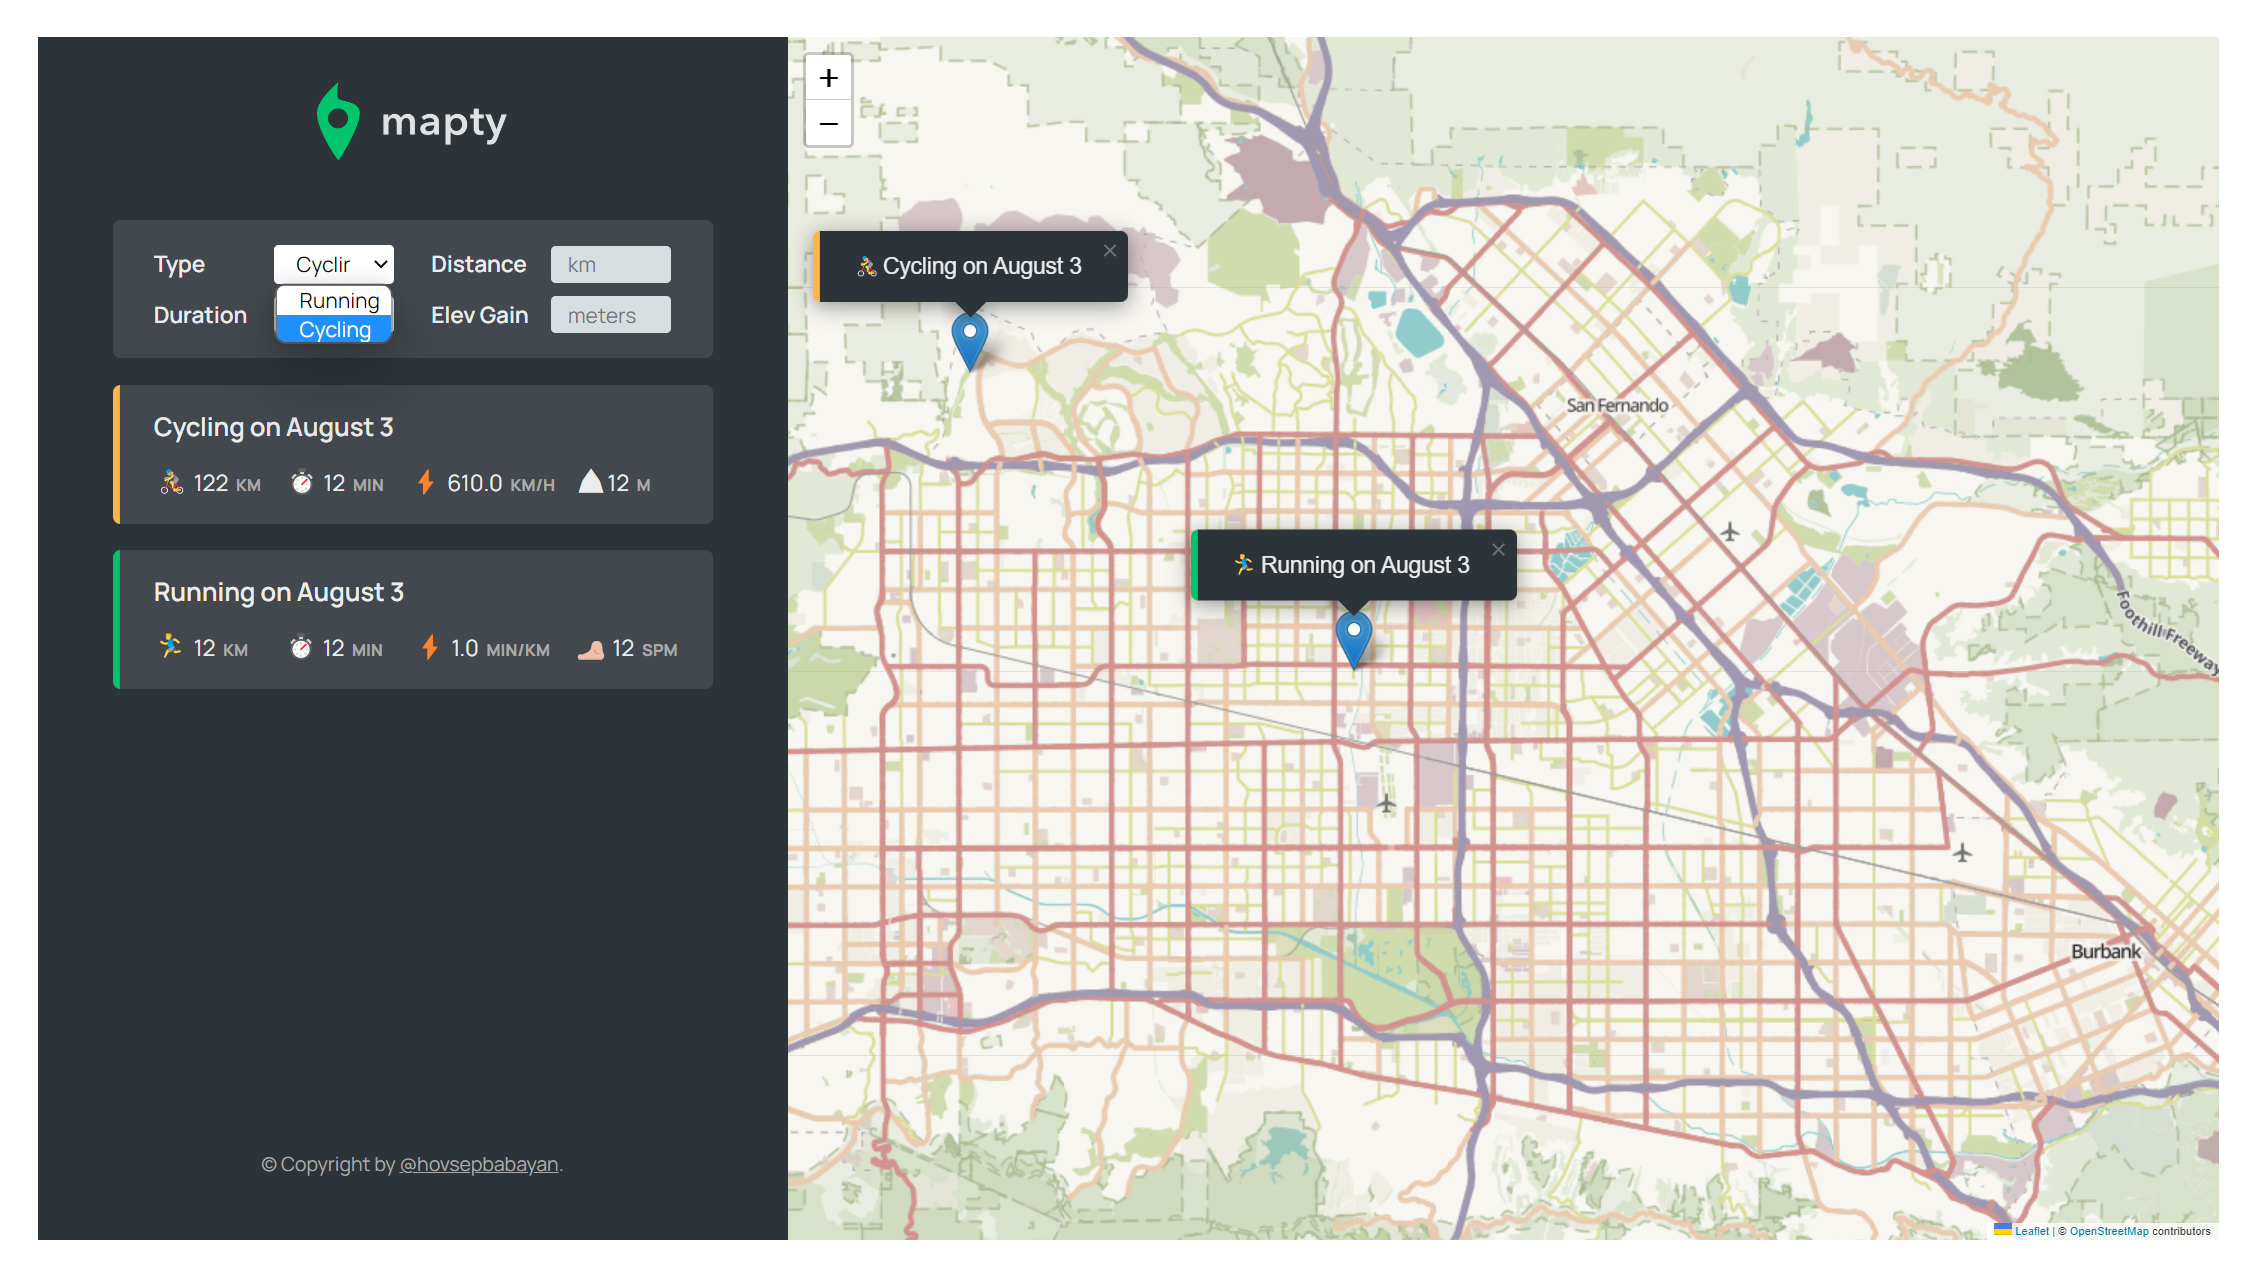 mapty
Type Cyclir Distance km
Running
Cycling
Duration Elev Gain meters
Cycling on August 3
122 KM 12 MIN 610.0 KM/H 12 M
Running on August 3
12 KM 12 MIN 1.0 MIN/KM 12 SPM
© Copyright by @hovsepbabayan.
+
−
Cycling on August 3 ×
San Fernando
Running on August 3 ×
Foothill Freeway
Burbank
Leaflet | © OpenStreetMap contributors